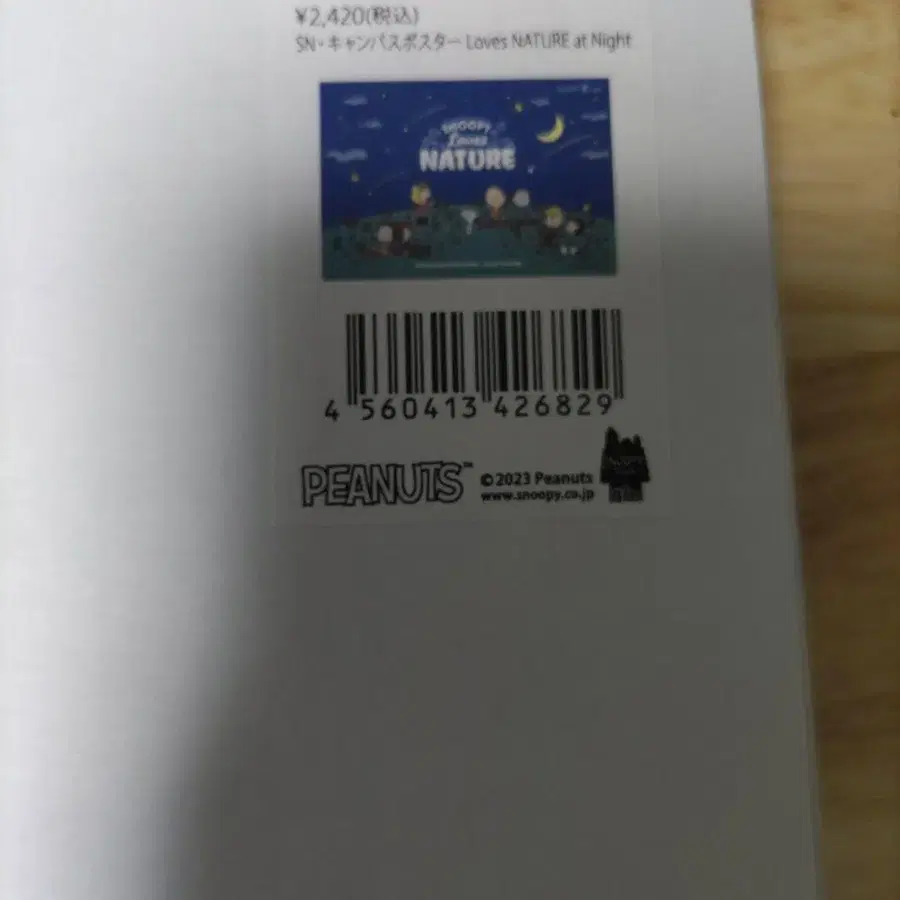 ¥2,420(税込)
SN・キャンバスポスター Loves NATURE at Night
SNOOPY
Loves
NATURE
4 560413 426829
PEANUTS™
©2023 Peanuts
www.snoopy.co.jp